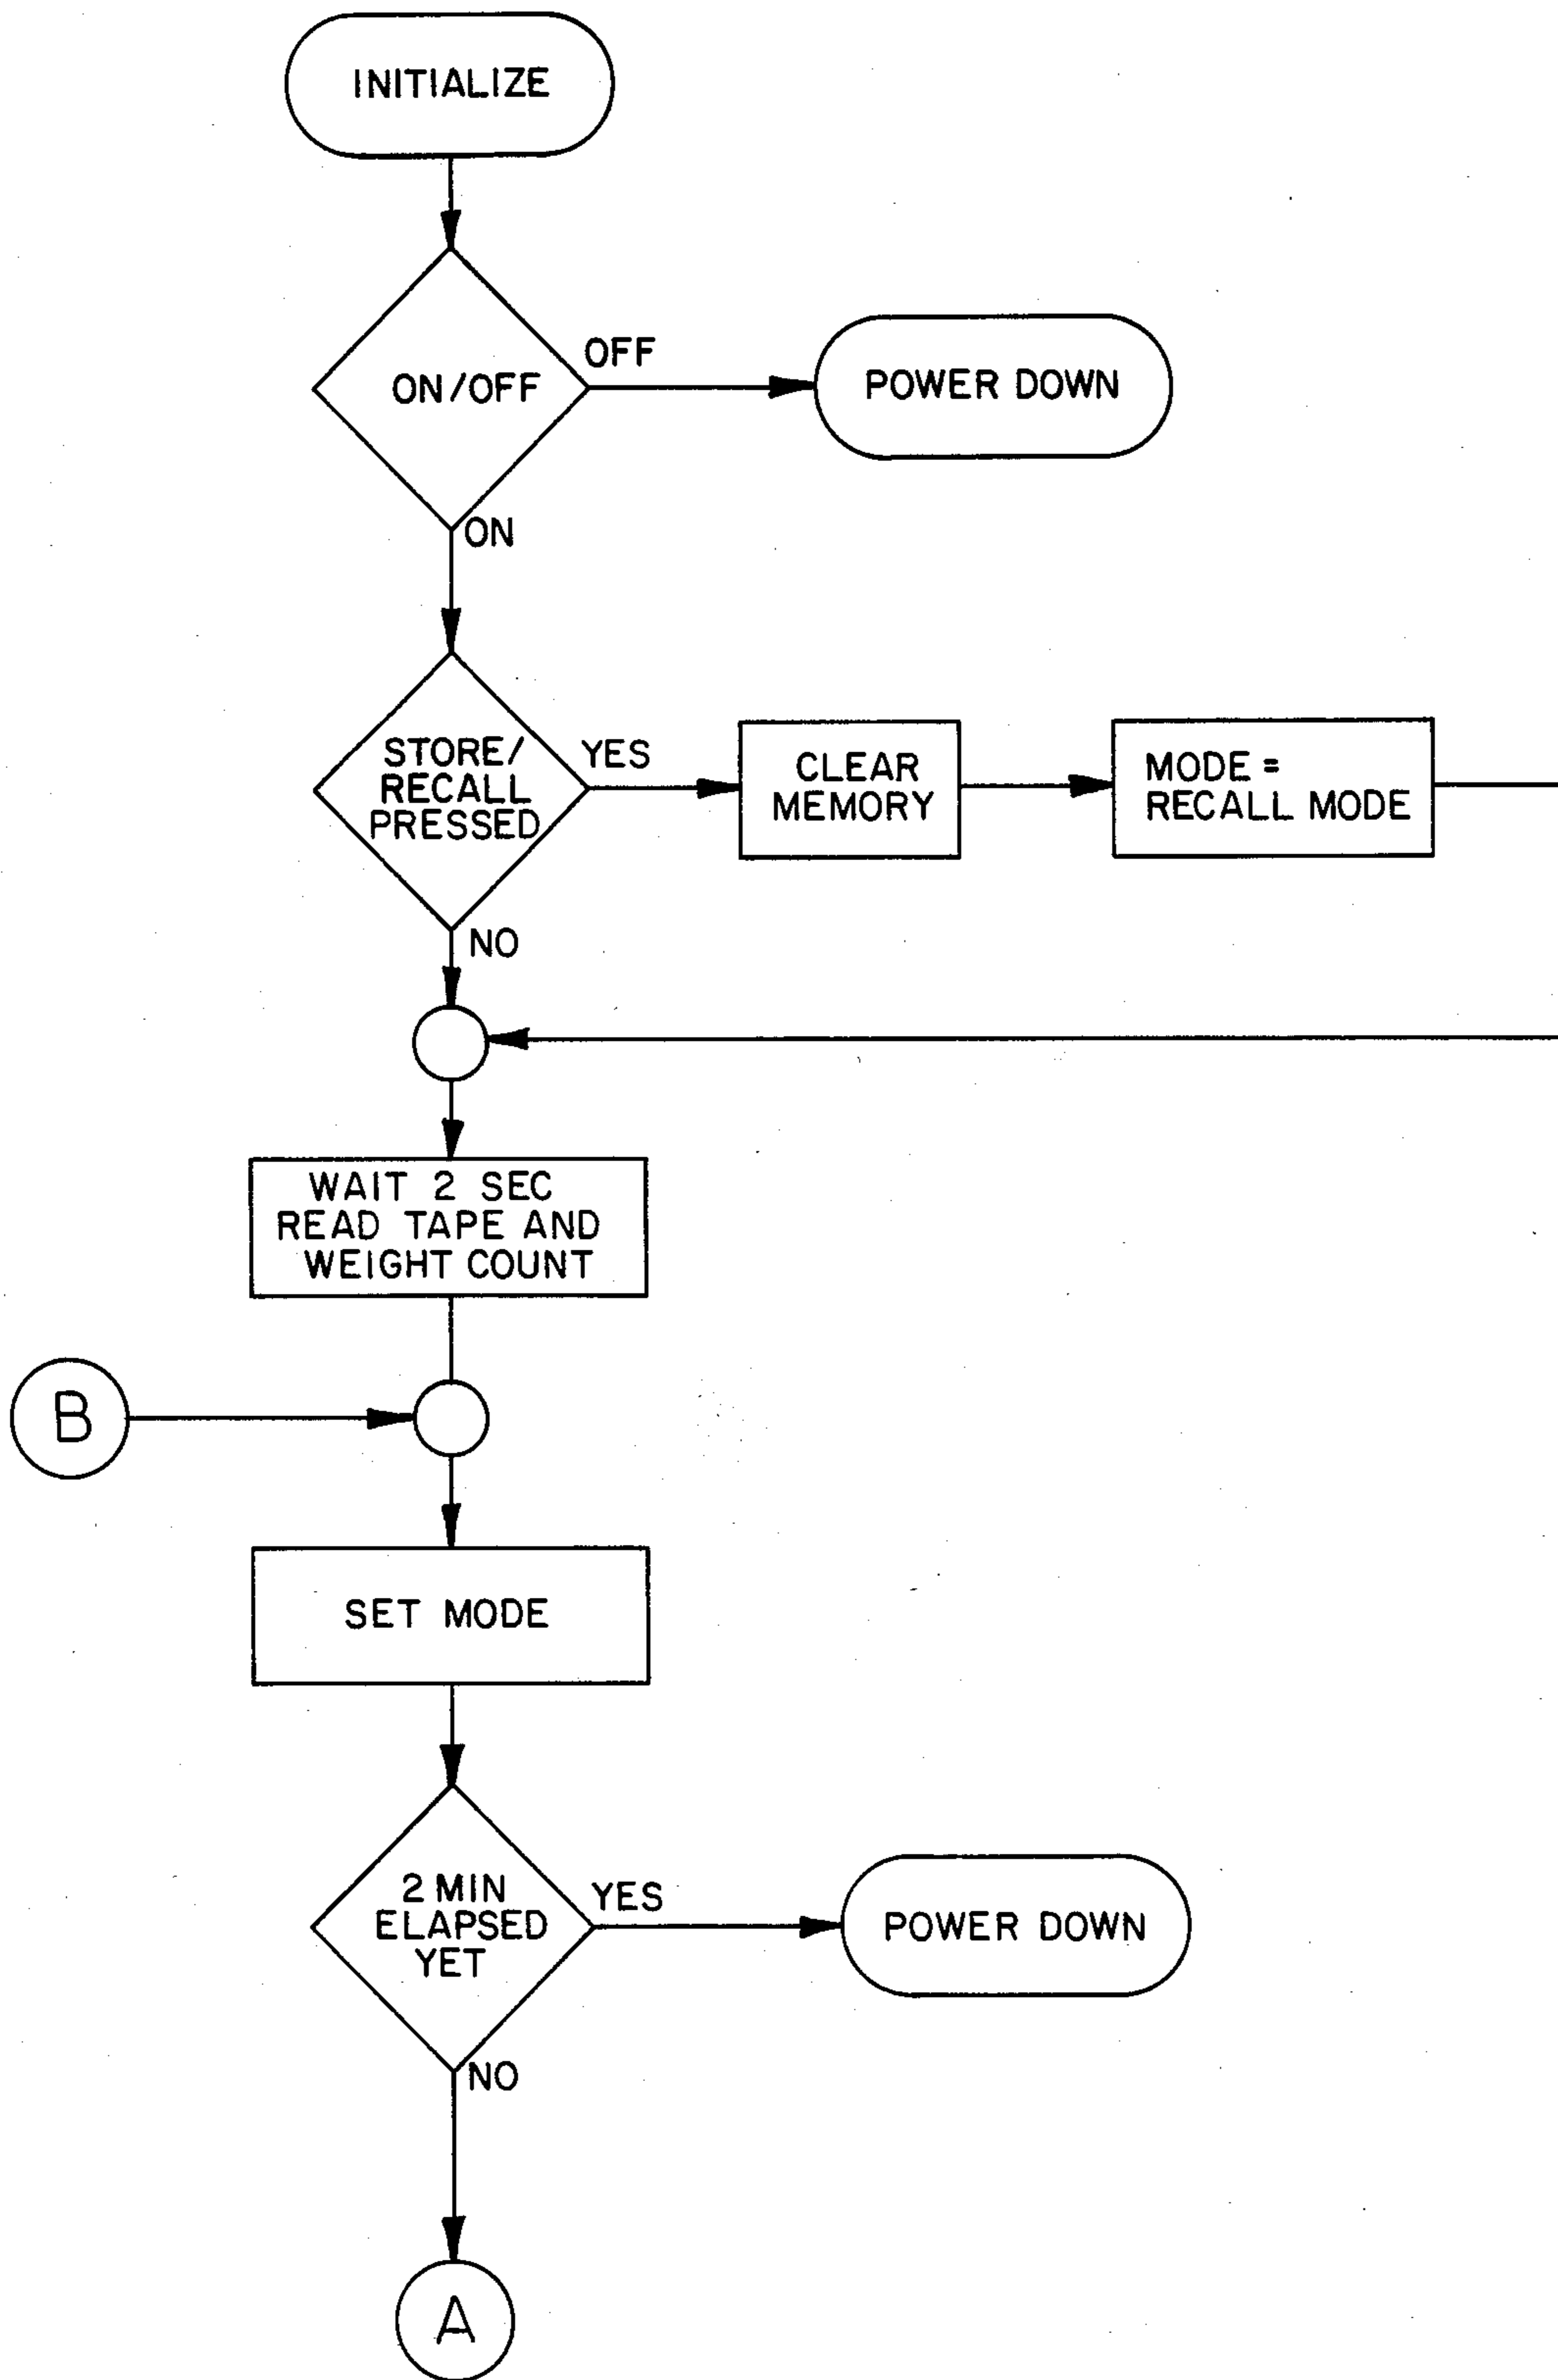 INITIALIZE
ON/OFF
OFF
POWER DOWN
ON
STORE/
RECALL
PRESSED
YES
CLEAR
MEMORY
MODE =
RECALL MODE
NO
WAIT 2 SEC
READ TAPE AND
WEIGHT COUNT
B
SET MODE
2 MIN
ELAPSED
YET
YES
POWER DOWN
NO
A